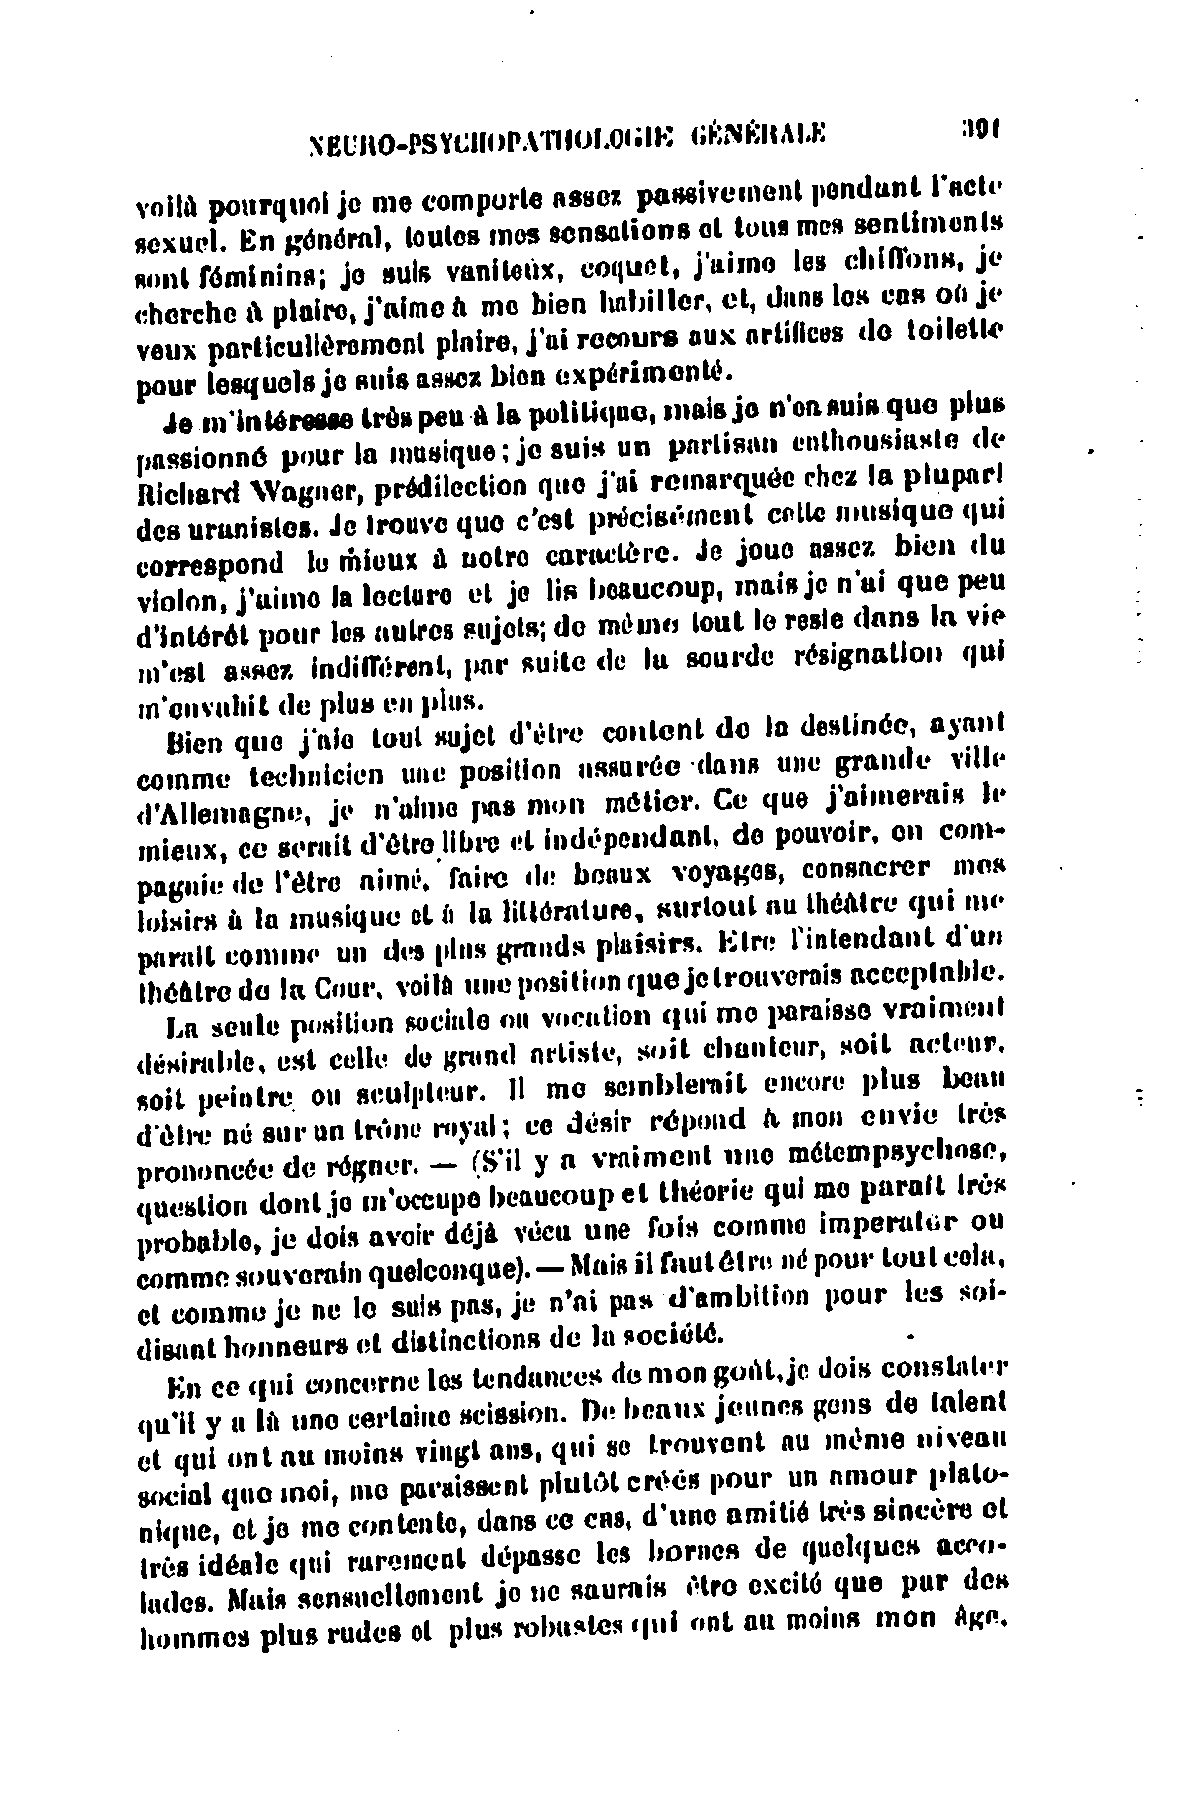 NEURO-PSYCHOPATHOLOGIE GÉNÉRALE 391
voilà pourquoi je me comporte assez passivement pendant l'acte
sexuel. En général, toutes mes sensations et tous mes sentiments
sont féminins; je suis vaniteux, coquet, j'aime les chiffons, je
cherche à plaire, j'aime à me bien habiller, et, dans les cas où je
veux particulièrement plaire, j'ai recours aux artifices de toilette
pour lesquels je suis assez bien expérimenté.
Je m'intéresse très peu à la politique, mais je n'en suis que plus
passionné pour la musique; je suis un partisan enthousiaste de
Richard Wagner, prédilection que j'ai remarquée chez la plupart
des uranistes. Je trouve que c'est précisément cette musique qui
correspond le mieux à notre caractère. Je joue assez bien du
violon, j'aime la lecture et je lis beaucoup, mais je n'ai que peu
d'intérêt pour les autres sujets; de même tout le reste dans la vie
m'est assez indifférent, par suite de la sourde résignation qui
m'envahit de plus en plus.
Bien que j'aie tout sujet d'être content de la destinée, ayant
comme technicien une position assurée dans une grande ville
d'Allemagne, je n'aime pas mon métier. Ce que j'aimerais le
mieux, ce serait d'être libre et indépendant, de pouvoir, en com-
pagnie de l'être aimé, faire de beaux voyages, consacrer mes
loisirs à la musique et à la littérature, surtout au théâtre qui me
paraît comme un des plus grands plaisirs. Etre l'intendant d'un
théâtre de la Cour, voilà une position que je trouverais acceptable.
La seule position sociale ou vocation qui me paraisse vraiment
désirable, est celle de grand artiste, soit chanteur, soit acteur,
soit peintre ou sculpteur. Il me semblerait encore plus beau
d'être né sur un trône royal; ce désir répond à mon envie très
prononcée de régner. — (S'il y a vraiment une métempsychose,
question dont je m'occupe beaucoup et théorie qui me paraît très
probable, je dois avoir déjà vécu une fois comme imperator ou
comme souverain quelconque). — Mais il faut être né pour tout cela,
et comme je ne le suis pas, je n'ai pas d'ambition pour les soi-
disant honneurs et distinctions de la société.
En ce qui concerne les tendances de mon goût, je dois constater
qu'il y a là une certaine scission. De beaux jeunes gens de talent
et qui ont au moins vingt ans, qui se trouvent au même niveau
social que moi, me paraissent plutôt créés pour un amour plato-
nique, et je me contente, dans ce cas, d'une amitié très sincère et
très idéale qui rarement dépasse les bornes de quelques acco-
lades. Mais sensuellement je ne saurais être excité que par des
hommes plus rudes et plus robustes qui ont au moins mon âge,